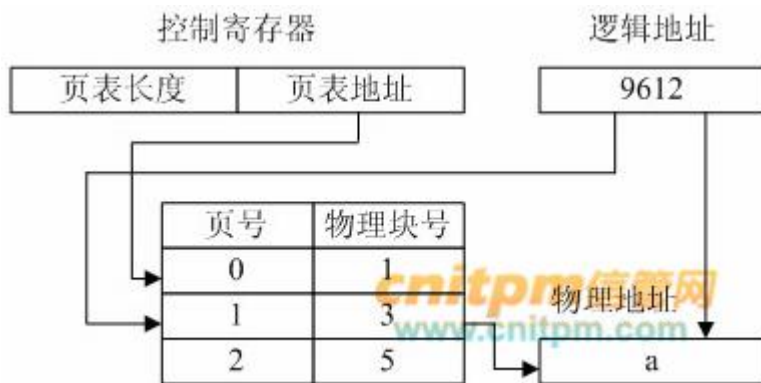 控制寄存器 逻辑地址
页表长度 页表地址 9612
页号 物理块号
0 1
cnitpm信管网
物理地址
1 3
www.cnitpm.com
2 5 a